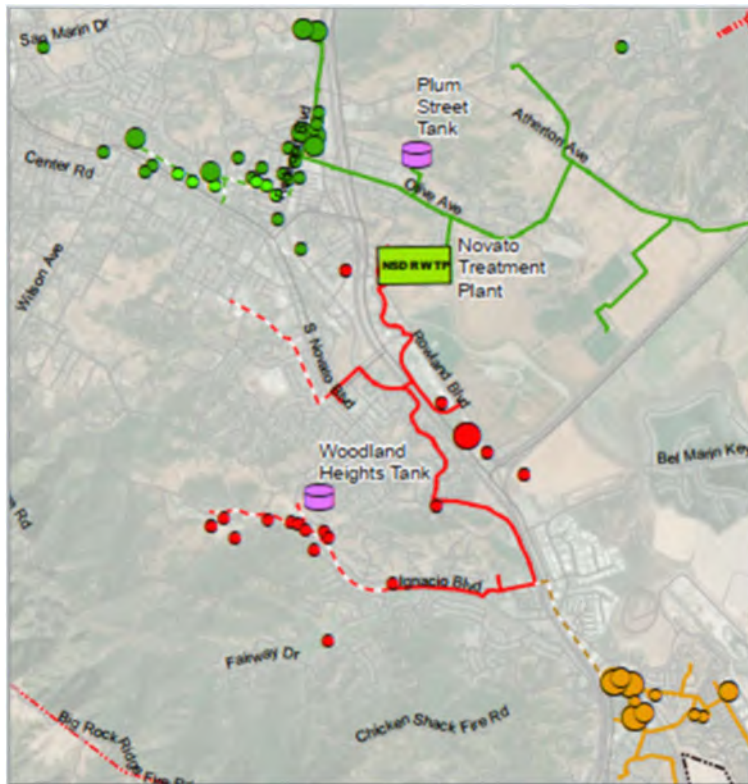 San Marin Dr
Plum
Street
Tank
Atherton Ave
Center Rd
Olive Ave
Wilson Ave
NSD RWTP
Novato
Treatment
Plant
S Novato Blvd
Rowland Blvd
Woodland
Heights Tank
Bel Marin Key
Rd
Ignacio Blvd
Fairway Dr
Chicken Shack Fire Rd
Big Rock Ridge Fire Rd